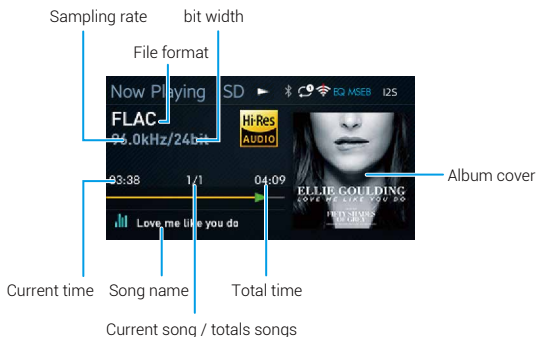 Sampling rate
bit width
File format
Now Playing SD EQ MSEB I2S
FLAC
Hi-Res
AUDIO
96.0kHz/24bit
03:38 1/1 04:09
Love me like you do
ELLIE GOULDING
LOVE ME LIKE YOU DO
FIFTY SHADES
OF GREY
Album cover
Current time
Song name
Total time
Current song / totals songs